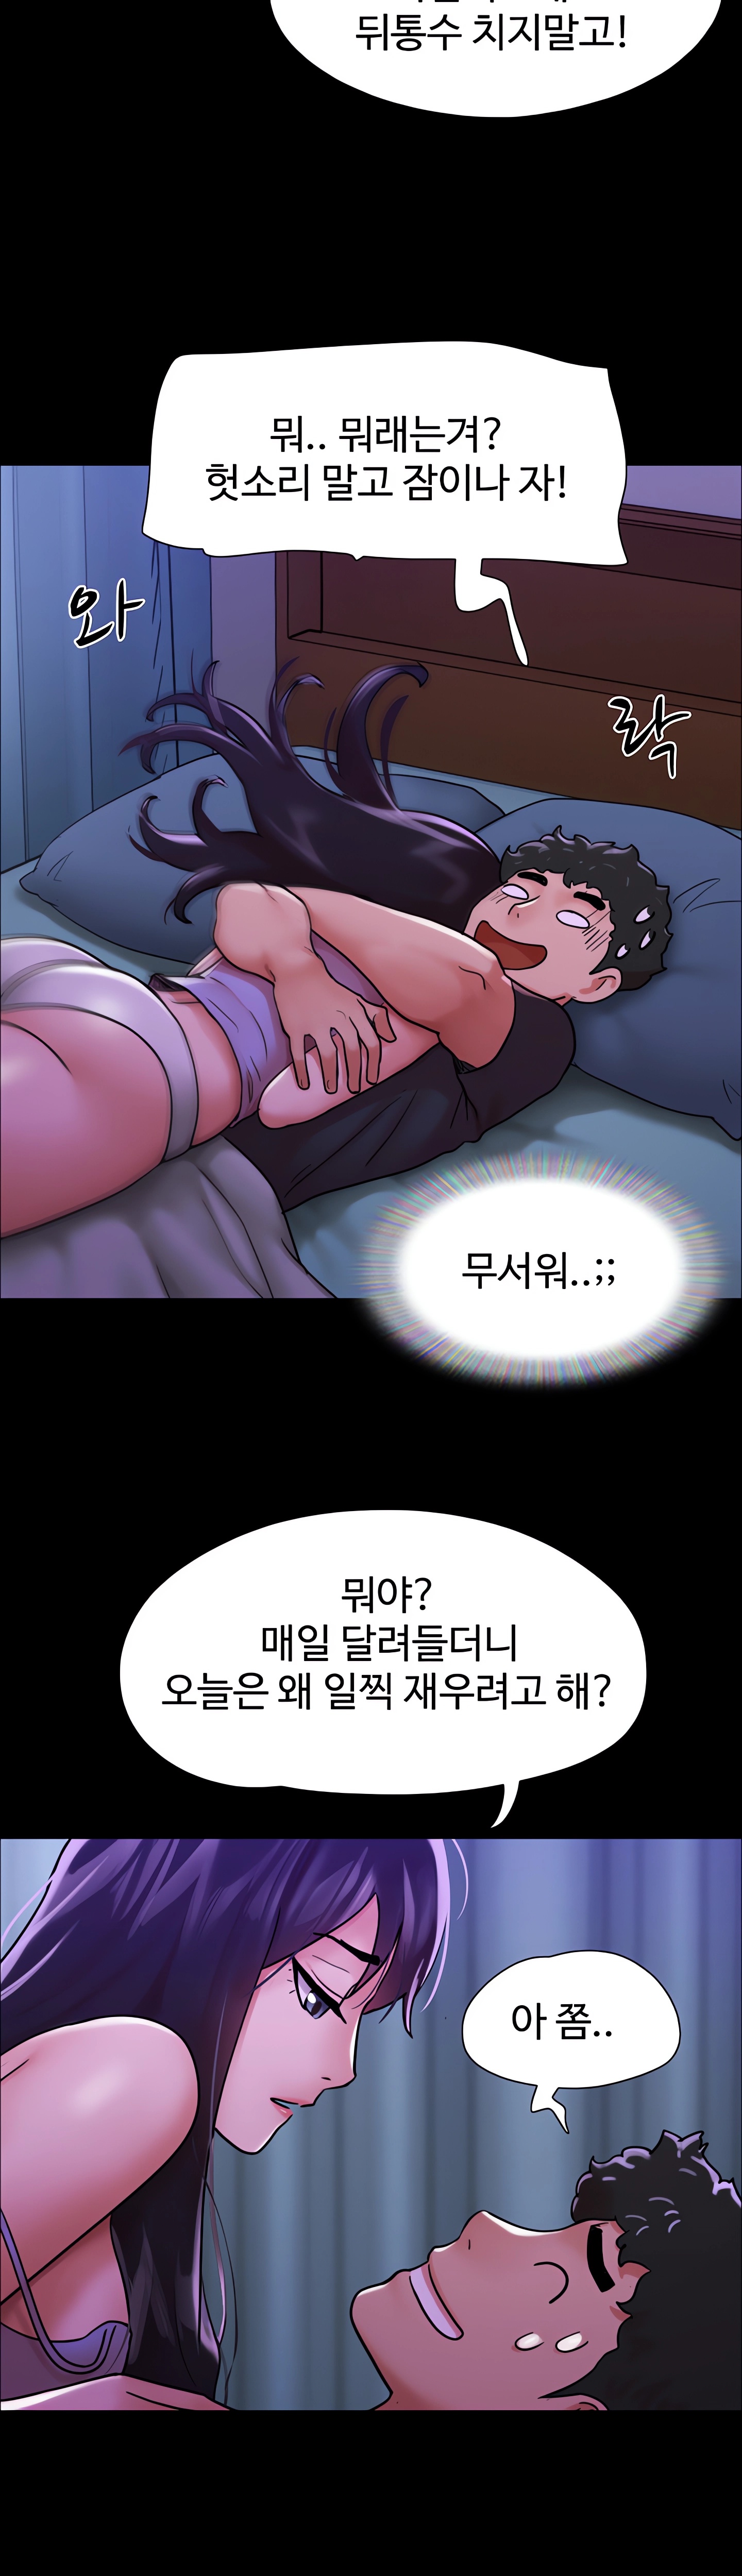 뒤통수 치지말고!
뭐.. 뭐래는겨?
헛소리 말고 잠이나 자!
와
락
무서워..;;
뭐야?
매일 달려들더니
오늘은 왜 일찍 재우려고 해?
아 쫌..